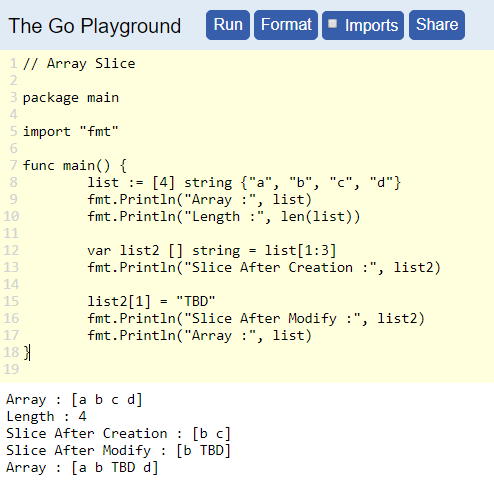 The Go Playground Run Format Imports Share
1 // Array Slice
2
3 package main
4
5 import "fmt"
6
7 func main() {
8 list := [4] string {"a", "b", "c", "d"}
9 fmt.Println("Array :", list)
10 fmt.Println("Length :", len(list))
11
12 var list2 [] string = list[1:3]
13 fmt.Println("Slice After Creation :", list2)
14
15 list2[1] = "TBD"
16 fmt.Println("Slice After Modify :", list2)
17 fmt.Println("Array :", list)
18 }
19
Array : [a b c d]
Length : 4
Slice After Creation : [b c]
Slice After Modify : [b TBD]
Array : [a b TBD d]